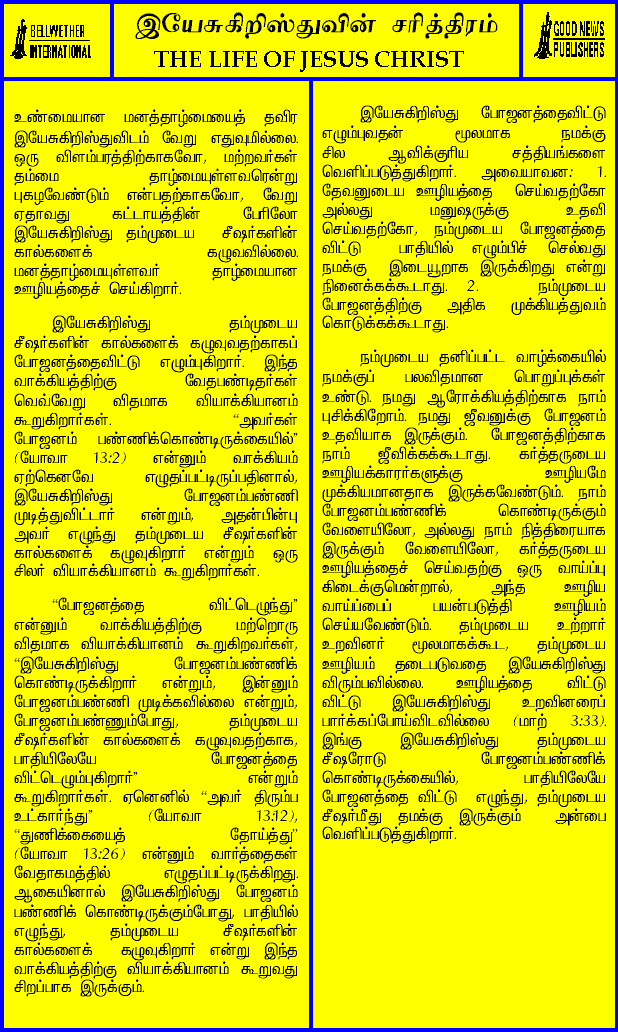 BELLWETHER
INTERNATIONAL
இயேசுகிறிஸ்துவின் சரித்திரம்
THE LIFE OF JESUS CHRIST
GOOD NEWS
PUBLISHERS
உண்மையான மனத்தாழ்மையைத் தவிர
இயேசுகிறிஸ்துவிடம் வேறு எதுவுமில்லை.
ஒரு விளம்பரத்திற்காகவோ, மற்றவர்கள்
தம்மை தாழ்மையுள்ளவரென்று
புகழவேண்டும் என்பதற்காகவோ, வேறு
ஏதாவது கட்டாயத்தின் பேரிலோ
இயேசுகிறிஸ்து தம்முடைய சீஷர்களின்
கால்களைக் கழுவவில்லை.
மனத்தாழ்மையுள்ளவர் தாழ்மையான
ஊழியத்தைச் செய்கிறார்.
இயேசுகிறிஸ்து தம்முடைய
சீஷர்களின் கால்களைக் கழுவுவதற்காகப்
போஜனத்தைவிட்டு எழும்புகிறார். இந்த
வாக்கியத்திற்கு வேதபண்டிதர்கள்
வெவ்வேறு விதமாக வியாக்கியானம்
கூறுகிறார்கள். “அவர்கள்
போஜனம் பண்ணிக்கொண்டிருக்கையில்”
(யோவா 13:2) என்னும் வாக்கியம்
ஏற்கெனவே எழுதப்பட்டிருப்பதினால்,
இயேசுகிறிஸ்து போஜனம்பண்ணி
முடித்துவிட்டார் என்றும், அதன்பின்பு
அவர் எழுந்து தம்முடைய சீஷர்களின்
கால்களைக் கழுவுகிறார் என்றும் ஒரு
சிலர் வியாக்கியானம் கூறுகிறார்கள்.
“போஜனத்தை விட்டெழுந்து”
என்னும் வாக்கியத்திற்கு மற்றொரு
விதமாக வியாக்கியானம் கூறுகிறவர்கள்,
“இயேசுகிறிஸ்து போஜனம்பண்ணிக்
கொண்டிருக்கிறார் என்றும், இன்னும்
போஜனம்பண்ணி முடிக்கவில்லை என்றும்,
போஜனம்பண்ணும்போது, தம்முடைய
சீஷர்களின் கால்களைக் கழுவுவதற்காக,
பாதியிலேயே போஜனத்தை
விட்டெழும்புகிறார்” என்றும்
கூறுகிறார்கள். ஏனெனில் “அவர் திரும்ப
உட்கார்ந்து” (யோவா 13:12),
“துணிக்கையைத் தோய்த்து”
(யோவா 13:26) என்னும் வார்த்தைகள்
வேதாகமத்தில் எழுதப்பட்டிருக்கிறது.
ஆகையினால் இயேசுகிறிஸ்து போஜனம்
பண்ணிக் கொண்டிருக்கும்போது, பாதியில்
எழுந்து, தம்முடைய சீஷர்களின்
கால்களைக் கழுவுகிறார் என்று இந்த
வாக்கியத்திற்கு வியாக்கியானம் கூறுவது
சிறப்பாக இருக்கும்.
இயேசுகிறிஸ்து போஜனத்தைவிட்டு
எழும்புவதன் மூலமாக நமக்கு
சில ஆவிக்குரிய சத்தியங்களை
வெளிப்படுத்துகிறார். அவையாவன: 1.
தேவனுடைய ஊழியத்தை செய்வதற்கோ
அல்லது மனுஷருக்கு உதவி
செய்வதற்கோ, நம்முடைய போஜனத்தை
விட்டு பாதியில் எழும்பிச் செல்வது
நமக்கு இடையூறாக இருக்கிறது என்று
நினைக்கக்கூடாது. 2. நம்முடைய
போஜனத்திற்கு அதிக முக்கியத்துவம்
கொடுக்கக்கூடாது.
நம்முடைய தனிப்பட்ட வாழ்க்கையில்
நமக்குப் பலவிதமான பொறுப்புக்கள்
உண்டு. நமது ஆரோக்கியத்திற்காக நாம்
புசிக்கிறோம். நமது ஜீவனுக்கு போஜனம்
உதவியாக இருக்கும். போஜனத்திற்காக
நாம் ஜீவிக்கக்கூடாது. கர்த்தருடைய
ஊழியக்காரர்களுக்கு ஊழியமே
முக்கியமானதாக இருக்கவேண்டும். நாம்
போஜனம்பண்ணிக் கொண்டிருக்கும்
வேளையிலோ, அல்லது நாம் நித்திரையாக
இருக்கும் வேளையிலோ, கர்த்தருடைய
ஊழியத்தைச் செய்வதற்கு ஒரு வாய்ப்பு
கிடைக்குமென்றால், அந்த ஊழிய
வாய்ப்பைப் பயன்படுத்தி ஊழியம்
செய்யவேண்டும். தம்முடைய உற்றார்
உறவினர் மூலமாகக்கூட, தம்முடைய
ஊழியம் தடைபடுவதை இயேசுகிறிஸ்து
விரும்பவில்லை. ஊழியத்தை விட்டு
விட்டு இயேசுகிறிஸ்து உறவினரைப்
பார்க்கப்போய்விடவில்லை (மாற் 3:33).
இங்கு இயேசுகிறிஸ்து தம்முடைய
சீஷரோடு போஜனம்பண்ணிக்
கொண்டிருக்கையில், பாதியிலேயே
போஜனத்தை விட்டு எழுந்து, தம்முடைய
சீஷர்மீது தமக்கு இருக்கும் அன்பை
வெளிப்படுத்துகிறார்.